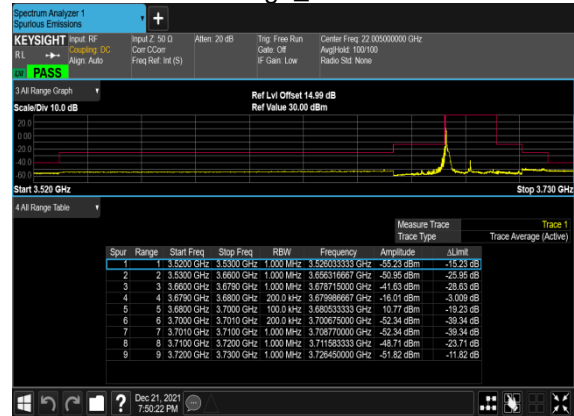 Spectrum Analyzer 1
Spurious Emissions
KEYSIGHT Input: RF Input Z: 50 Ω Atten: 20 dB Trig: Free Run Center Freq: 22.005000000 GHz
RL Coupling: DC Corr CCorr Gate: Off Avg|Hold: 100/100
Align: Auto Freq Ref: Int (S) IF Gain: Low Radio Std: None
PASS
3 All Range Graph
Ref Lvl Offset 14.99 dB
Scale/Div 10.0 dB Ref Value 30.00 dBm
20.0
0.00
-20.0
-40.0
-60.0
Start 3.520 GHz Stop 3.730 GHz
4 All Range Table
Measure Trace Trace 1
Trace Type Trace Average (Active)
Spur Range Start Freq Stop Freq RBW Frequency Amplitude ΔLimit
1 1 3.5200 GHz 3.5300 GHz 1.000 MHz 3.526033333 GHz -55.23 dBm -15.23 dB
2 2 3.5300 GHz 3.6600 GHz 1.000 MHz 3.656316667 GHz -50.95 dBm -25.95 dB
3 3 3.6600 GHz 3.6790 GHz 1.000 MHz 3.678715000 GHz -41.63 dBm -28.63 dB
4 4 3.6790 GHz 3.6800 GHz 200.0 kHz 3.679986667 GHz -16.01 dBm -3.009 dB
5 5 3.6800 GHz 3.7000 GHz 100.0 kHz 3.680533333 GHz 10.77 dBm -19.23 dB
6 6 3.7000 GHz 3.7010 GHz 200.0 kHz 3.700675000 GHz -52.34 dBm -39.34 dB
7 7 3.7010 GHz 3.7100 GHz 1.000 MHz 3.708770000 GHz -52.34 dBm -39.34 dB
8 8 3.7100 GHz 3.7200 GHz 1.000 MHz 3.711583333 GHz -48.71 dBm -23.71 dB
9 9 3.7200 GHz 3.7300 GHz 1.000 MHz 3.726450000 GHz -51.82 dBm -11.82 dB
Dec 21, 2021
7:50:22 PM